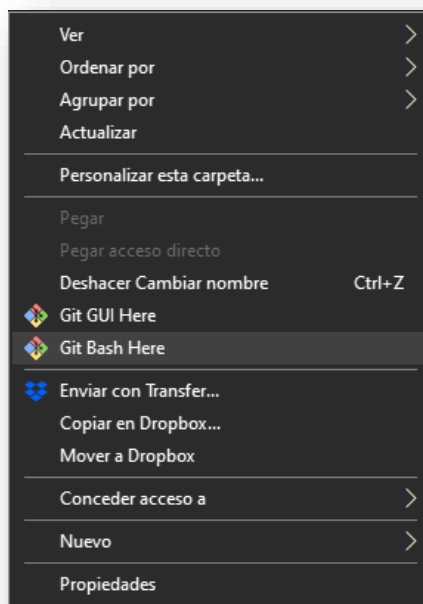 Ver
Ordenar por
Agrupar por
Actualizar
Personalizar esta carpeta...
Pegar
Pegar acceso directo
Deshacer Cambiar nombre Ctrl+Z
Git GUI Here
Git Bash Here
Enviar con Transfer...
Copiar en Dropbox...
Mover a Dropbox
Conceder acceso a
Nuevo
Propiedades